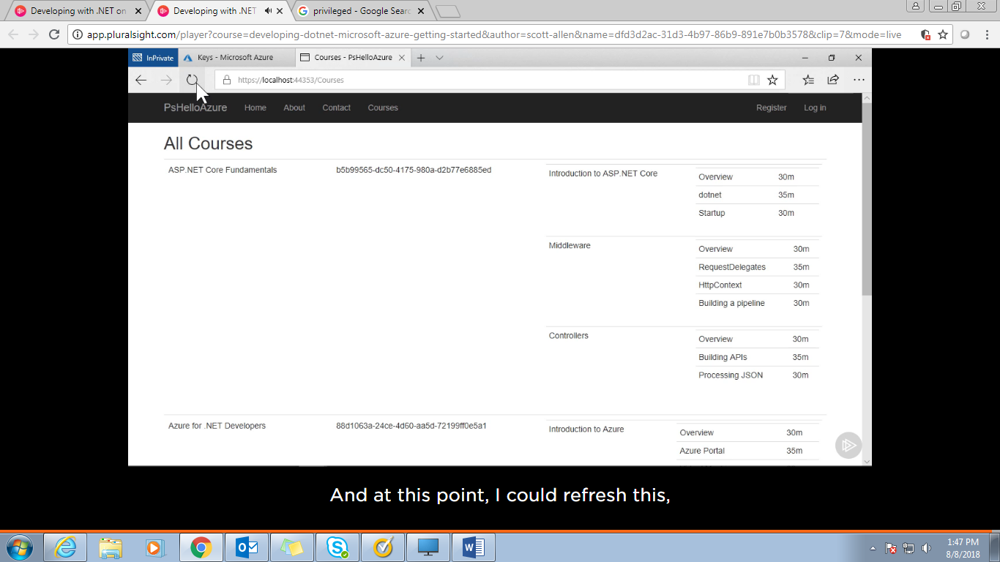 Developing with .NET on
Developing with .NET
privileged - Google Searc
app.pluralsight.com/player?course=developing-dotnet-microsoft-azure-getting-started&author=scott-allen&name=dfd3d2ac-31d3-4b97-86b9-891e7b0b3578&clip=7&mode=live
InPrivate
Keys - Microsoft Azure
Courses - PsHelloAzure
https://localhost:44353/Courses
PsHelloAzure Home About Contact Courses Register Log in
All Courses
ASP.NET Core Fundamentals b5b99565-dc50-4175-980a-d2b77e6885ed
Introduction to ASP.NET Core
Overview 30m
dotnet 35m
Startup 30m
Middleware
Overview 30m
RequestDelegates 35m
HttpContext 30m
Building a pipeline 30m
Controllers
Overview 30m
Building APIs 35m
Processing JSON 30m
Azure for .NET Developers 88d1063a-24ce-4d60-aa5d-72199ff0e5a1
Introduction to Azure
Overview 30m
Azure Portal 35m
And at this point, I could refresh this,
1:47 PM
8/8/2018